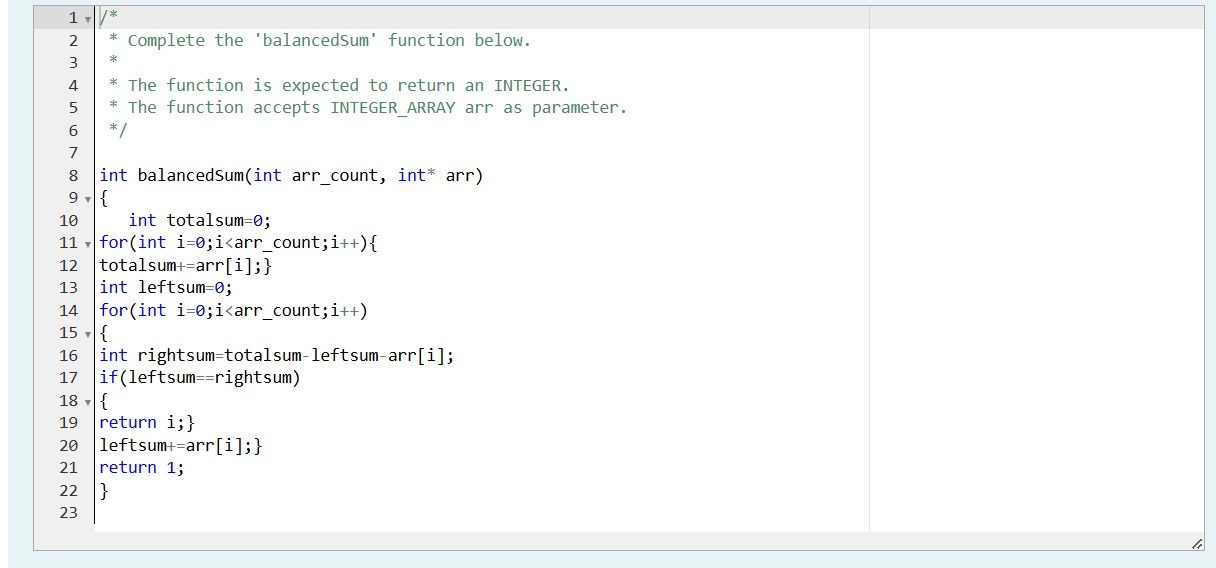 1 /*
2  * Complete the 'balancedSum' function below.
3  *
4  * The function is expected to return an INTEGER.
5  * The function accepts INTEGER_ARRAY arr as parameter.
6  */
7
8 int balancedSum(int arr_count, int* arr)
9 {
10    int totalsum=0;
11 for(int i=0;i<arr_count;i++){
12 totalsum+=arr[i];}
13 int leftsum=0;
14 for(int i=0;i<arr_count;i++)
15 {
16 int rightsum=totalsum-leftsum-arr[i];
17 if(leftsum==rightsum)
18 {
19 return i;}
20 leftsum+=arr[i];}
21 return 1;
22 }
23